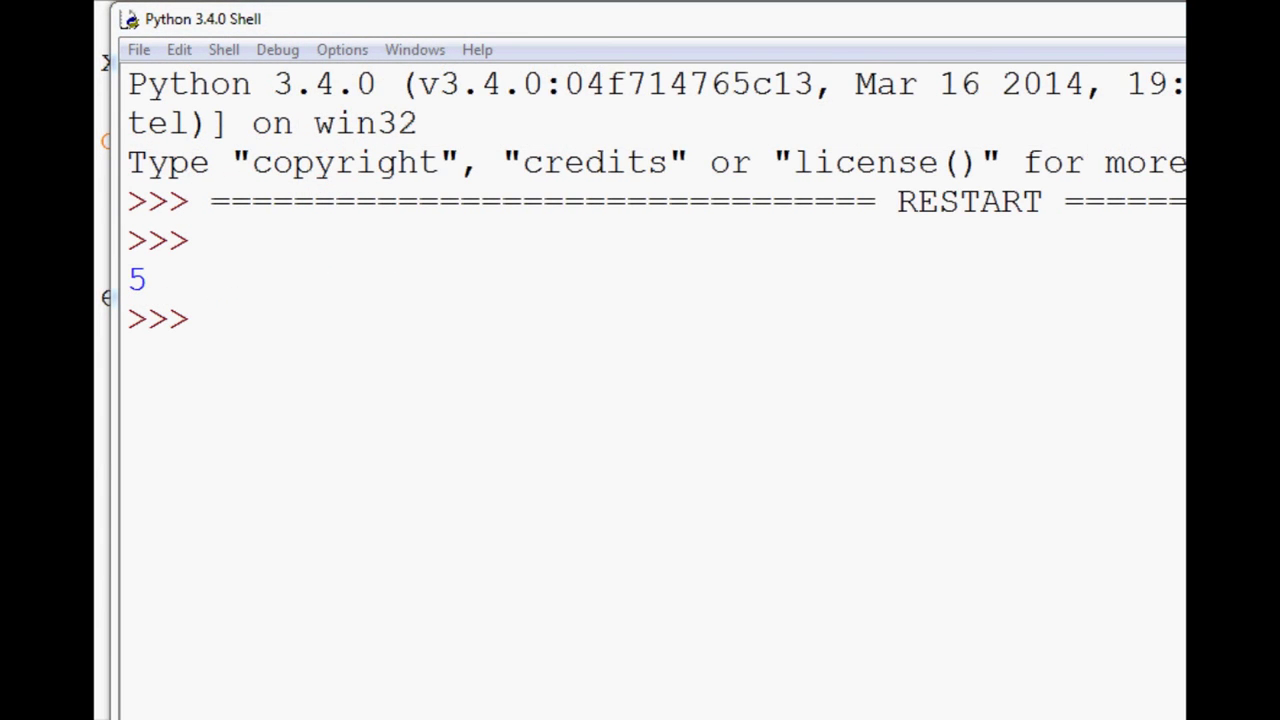 Python 3.4.0 Shell
File Edit Shell Debug Options Windows Help
Python 3.4.0 (v3.4.0:04f714765c13, Mar 16 2014, 19:
tel)] on win32
Type "copyright", "credits" or "license()" for more
>>> ================================ RESTART ======
>>>
5
>>>